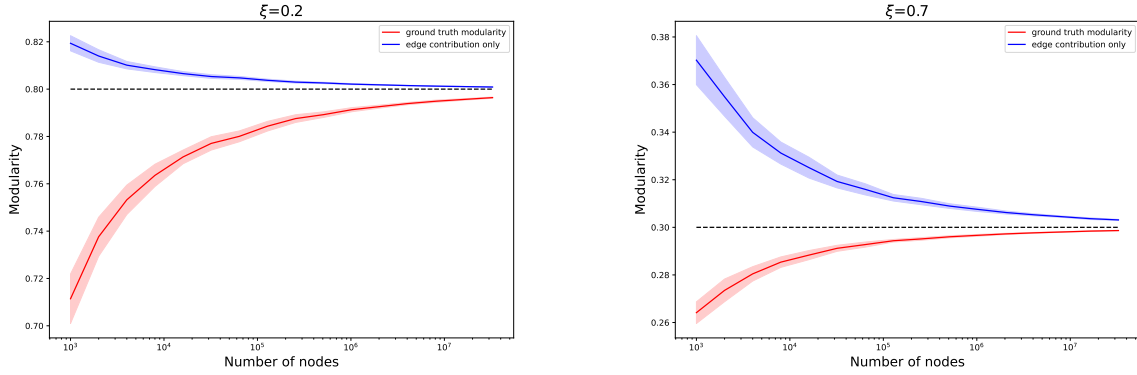 ξ=0.2
Modularity
0.82
0.80
0.78
0.76
0.74
0.72
0.70
ground truth modularity
edge contribution only
10³ 10⁴ 10⁵ 10⁶ 10⁷
Number of nodes
ξ=0.7
Modularity
0.38
0.36
0.34
0.32
0.30
0.28
0.26
ground truth modularity
edge contribution only
10³ 10⁴ 10⁵ 10⁶ 10⁷
Number of nodes